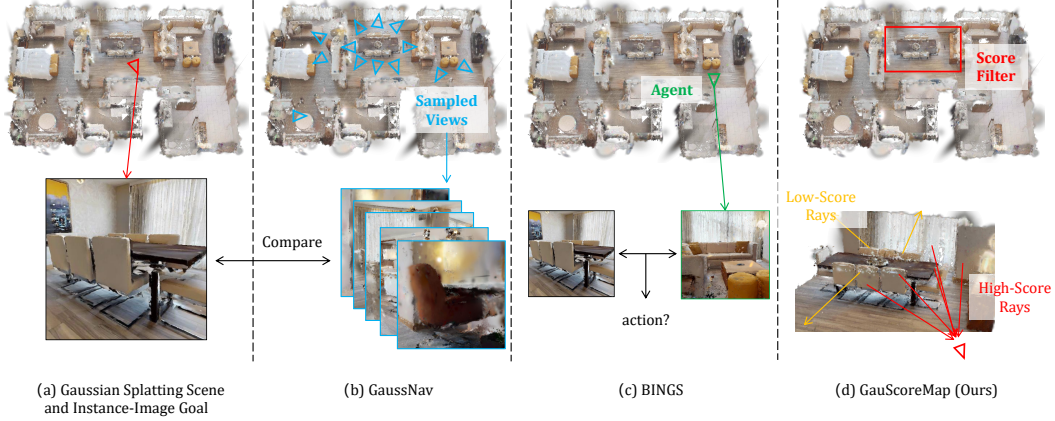 Sampled
Views
Agent
Score
Filter
Compare
action?
Low-Score
Rays
High-Score
Rays
(a) Gaussian Splatting Scene
and Instance-Image Goal
(b) GaussNav
(c) BINGS
(d) GauScoreMap (Ours)